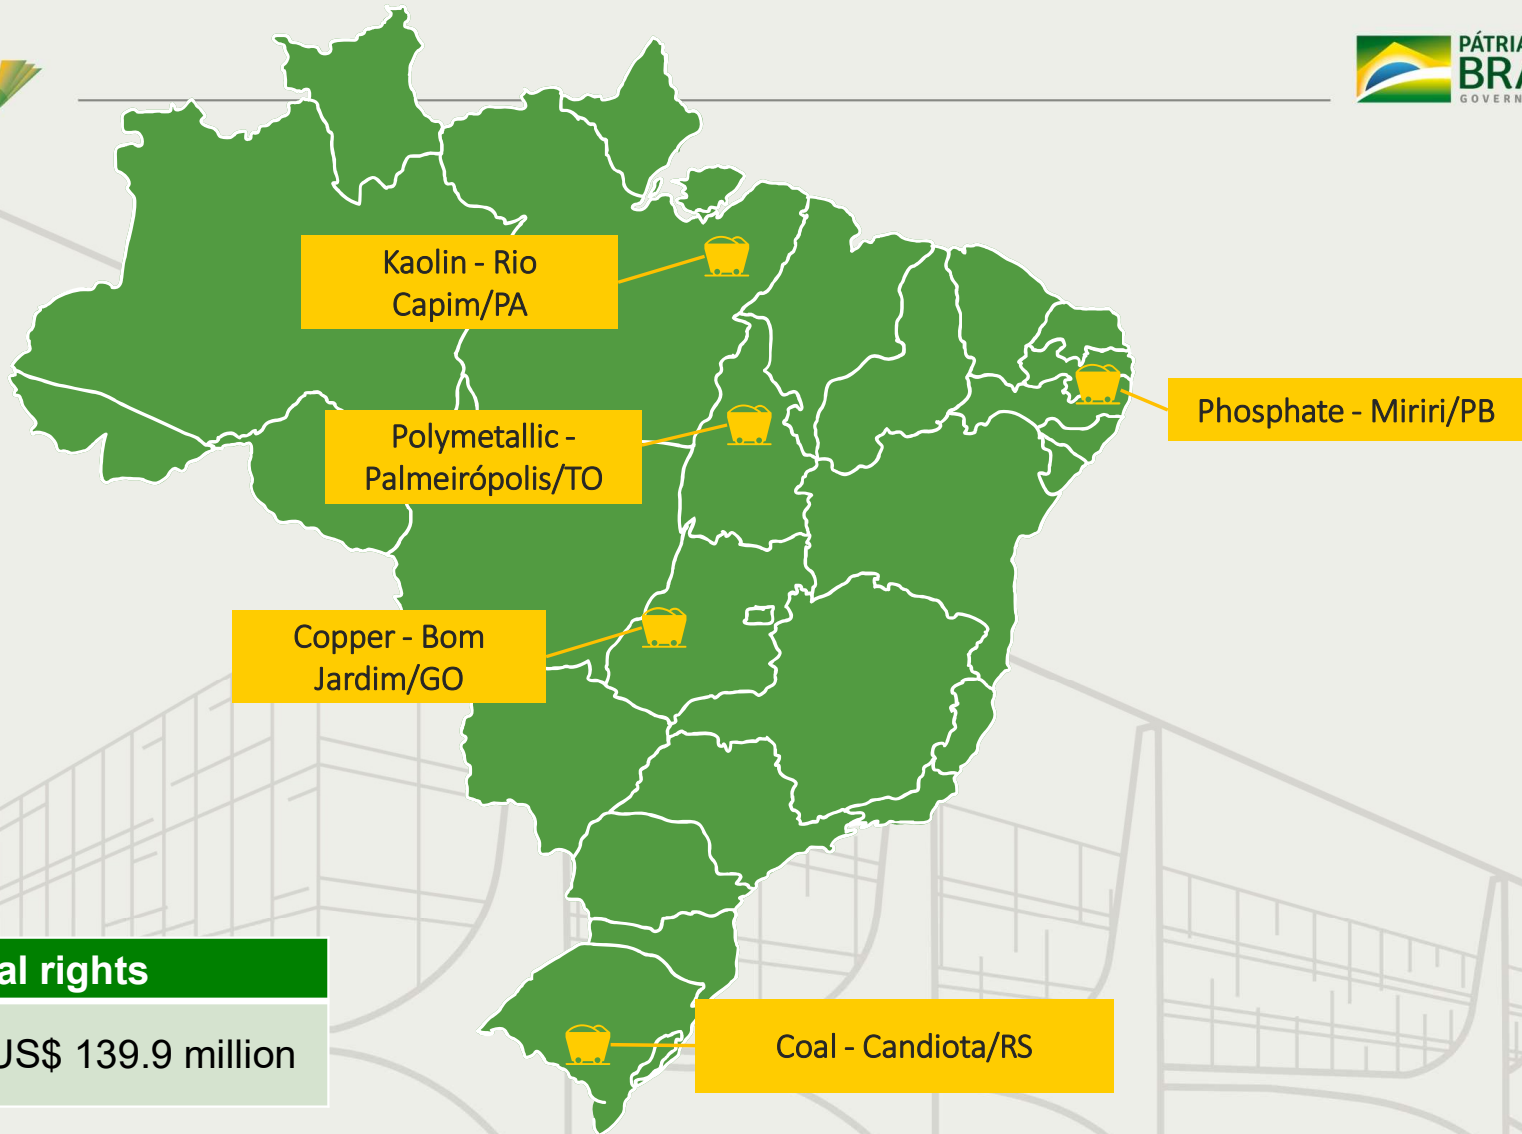 PÁTRIA
BRA
GOVERN
Kaolin - Rio
Capim/PA
Phosphate - Miriri/PB
Polymetallic -
Palmeirópolis/TO
Copper - Bom
Jardim/GO
al rights
US$ 139.9 million
Coal - Candiota/RS